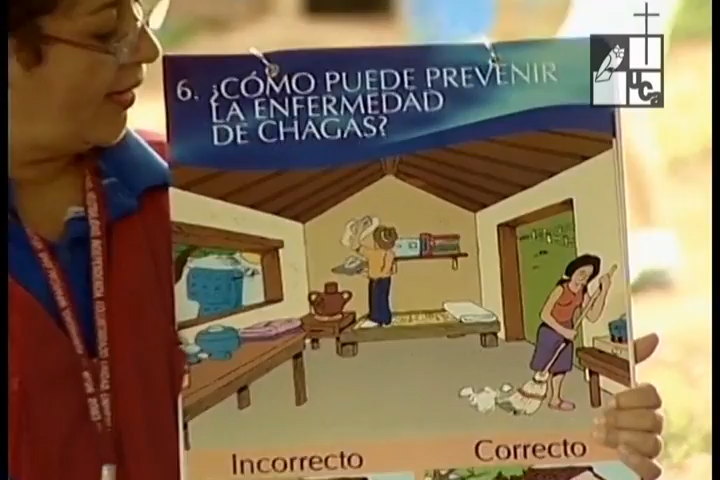 6. ¿CÓMO PUEDE PREVENIR
LA ENFERMEDAD
DE CHAGAS?
Incorrecto
Correcto
UCa